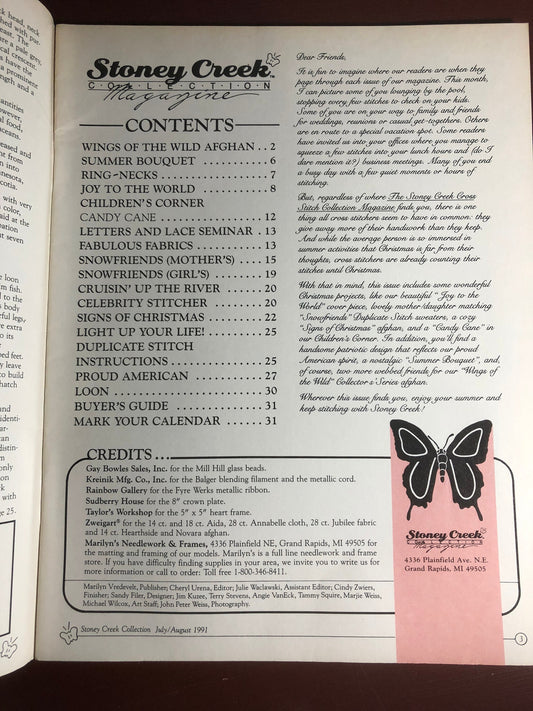 Stoney Creek
COLLECTION
Magazine
CONTENTS
WINGS OF THE WILD AFGHAN . . 2
SUMMER BOUQUET . . . . . . . . . . . 6
RING~NECKS . . . . . . . . . . . . . . . . . 7
JOY TO THE WORLD . . . . . . . . . . . 8
CHILDREN'S CORNER
CANDY CANE . . . . . . . . . . . . . . . . 12
LETTERS AND LACE SEMINAR . 13
FABULOUS FABRICS . . . . . . . . . . . 13
SNOWFRIENDS (MOTHER'S) . . . . 15
SNOWFRIENDS (GIRL'S) . . . . . . . . 19
CRUISIN' UP THE RIVER . . . . . . . 20
CELEBRITY STITCHER . . . . . . . . . 20
SIGNS OF CHRISTMAS . . . . . . . . . 22
LIGHT UP YOUR LIFE! . . . . . . . . . . 25
DUPLICATE STITCH
INSTRUCTIONS . . . . . . . . . . . . . . . 25
PROUD AMERICAN . . . . . . . . . . . 27
LOON . . . . . . . . . . . . . . . . . . . . . . . 30
BUYER'S GUIDE . . . . . . . . . . . . . . 31
MARK YOUR CALENDAR . . . . . . 31
Dear Friends,
It is fun to imagine where our readers are when they
page through each issue of our magazine. This month,
I can picture some of you lounging by the pool,
stopping every few stitches to check on your kids.
Some of you are on your way to family and friends
for weddings, reunions or casual get-togethers. Others
are en route to a special vacation spot. Some readers
have invited us into your offices where you manage to
squeeze a few stitches into your lunch hours and (do I
dare mention it?) business meetings. Many of you end
a busy day with a few quiet moments or hours of
stitching.
But, regardless of where The Stoney Creek Cross
Stitch Collection Magazine finds you, there is one
thing all cross stitchers seem to have in common: they
give away more of their handwork than they keep.
And while the average person is so immersed in
summer activities that Christmas is far from their
thoughts, cross stitchers are already counting their
stitches until Christmas.
With that in mind, this issue includes some wonderful
Christmas projects, like our beautiful "Joy to the
World" cover piece, lovely mother/daughter matching
"Snowfriends" Duplicate Stitch sweaters, a cozy
"Signs of Christmas" afghan, and a "Candy Cane" in
our Children's Corner. In addition, you'll find a
handsome patriotic design that reflects our proud
American spirit, a nostalgic "Summer Bouquet", and,
of course, two more webbed friends for our "Wings of
the Wild" Collector's Series afghan.
Wherever this issue finds you, enjoy your summer and
keep stitching with Stoney Creek!
CREDITS . . .
Gay Bowles Sales, Inc. for the Mill Hill glass beads.
Kreinik Mfg. Co., Inc. for the Balger blending filament and the metallic cord.
Rainbow Gallery for the Fyre Werks metallic ribbon.
Sudberry House for the 8" crown plate.
Taylor's Workshop for the 5" x 5" heart frame.
Zweigart® for the 14 ct. and 18 ct. Aida, 28 ct. Annabelle cloth, 28 ct. Jubilee fabric
and 14 ct. Hearthside and Novara afghan.
Marilyn's Needlework & Frames, 4336 Plainfield NE, Grand Rapids, MI 49505 for
the matting and framing of our models. Marilyn's is a full line needlework and frame
store. If you have difficulty finding supplies in your area, we invite you to write us for
more information or call to order: Toll free 1-800-346-8411.
Marilyn Vredevelt, Publisher; Cheryl Urena, Editor; Julie Waclawski, Assistant Editor; Cindy Zwiers,
Finisher; Sandy Filer, Designer; Jim Kuzee, Terry Stevens, Angie VanEck, Tammy Squire, Marjie Weiss,
Michael Wilcox, Art Staff; John Peter Weiss, Photography.
Stoney Creek
COLLECTION
Magazine
4336 Plainfield Ave. N.E.
Grand Rapids, MI 49505
Stoney Creek Collection July/August 1991
3